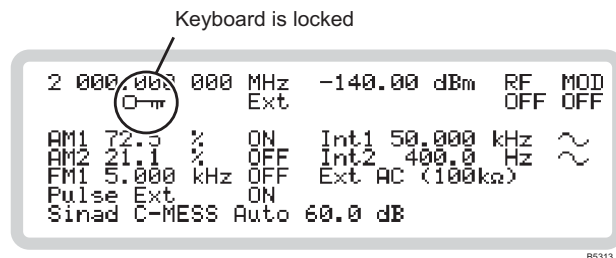 Keyboard is locked
2 000.000 000 MHz -140.00 dBm RF MOD
Ext OFF OFF
AM1 72.5 % ON Int1 50.000 kHz
AM2 21.1 % OFF Int2 400.0 Hz
FM1 5.000 kHz OFF Ext AC (100kΩ)
Pulse Ext ON
Sinad C-MESS Auto 60.0 dB
B5313